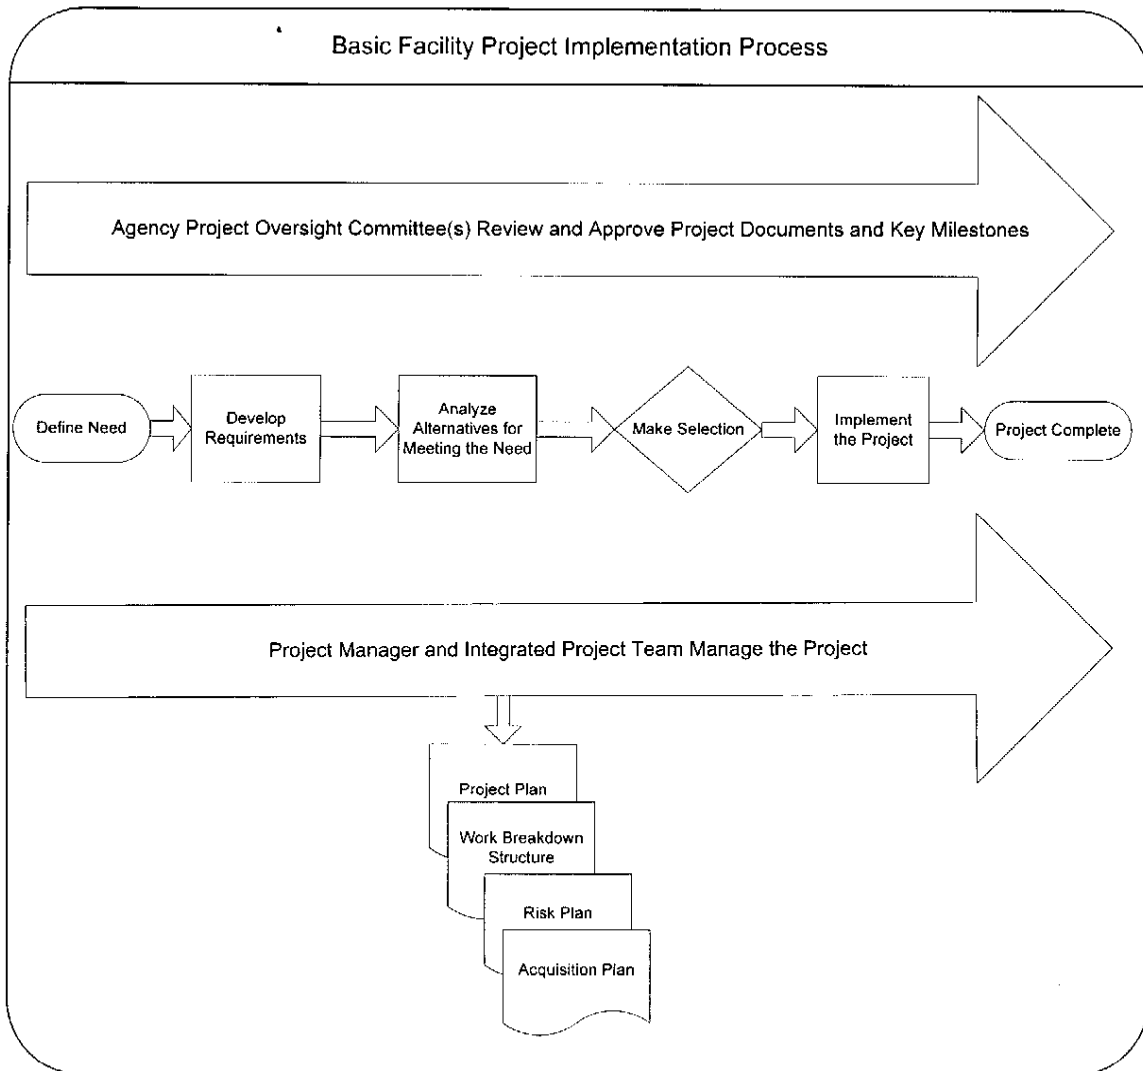 Basic Facility Project Implementation Process
Agency Project Oversight Committee(s) Review and Approve Project Documents and Key Milestones
Define Need
Develop
Requirements
Analyze
Alternatives for
Meeting the Need
Make Selection
Implement
the Project
Project Complete
Project Manager and Integrated Project Team Manage the Project
Project Plan
Work Breakdown
Structure
Risk Plan
Acquisition Plan